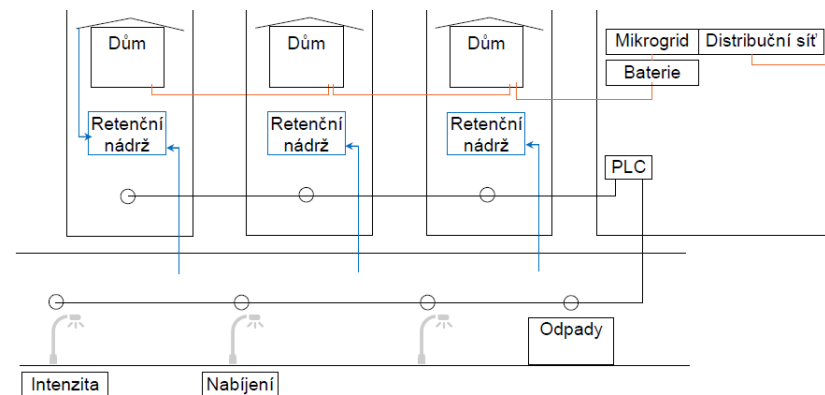 Dům
Dům
Dům
Mikrogrid
Distribuční síť
Baterie
Retenční
nádrž
Retenční
nádrž
Retenční
nádrž
PLC
Odpady
Intenzita
Nabíjení